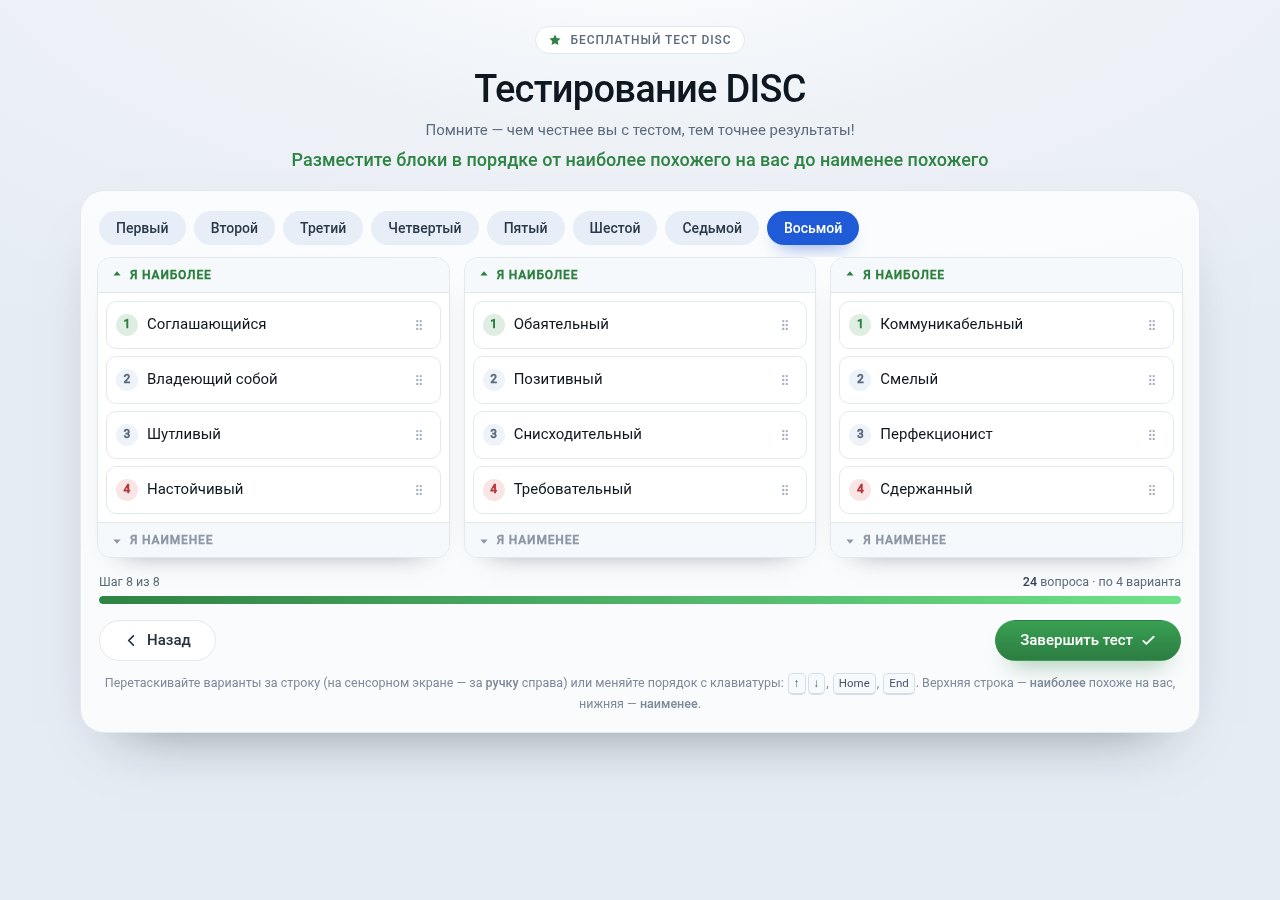 БЕСПЛАТНЫЙ ТЕСТ DISC
Тестирование DISC
Помните — чем честнее вы с тестом, тем точнее результаты!
Разместите блоки в порядке от наиболее похожего на вас до наименее похожего
Первый Второй Третий Четвертый Пятый Шестой Седьмой Восьмой
Я НАИБОЛЕЕ
1 Соглашающийся
2 Владеющий собой
3 Шутливый
4 Настойчивый
Я НАИМЕНЕЕ
Я НАИБОЛЕЕ
1 Обаятельный
2 Позитивный
3 Снисходительный
4 Требовательный
Я НАИМЕНЕЕ
Я НАИБОЛЕЕ
1 Коммуникабельный
2 Смелый
3 Перфекционист
4 Сдержанный
Я НАИМЕНЕЕ
Шаг 8 из 8
24 вопроса · по 4 варианта
Назад
Завершить тест
Перетаскивайте варианты за строку (на сенсорном экране — за ручку справа) или меняйте порядок с клавиатуры: ↑ ↓, Home, End. Верхняя строка — наиболее похоже на вас,
нижняя — наименее.